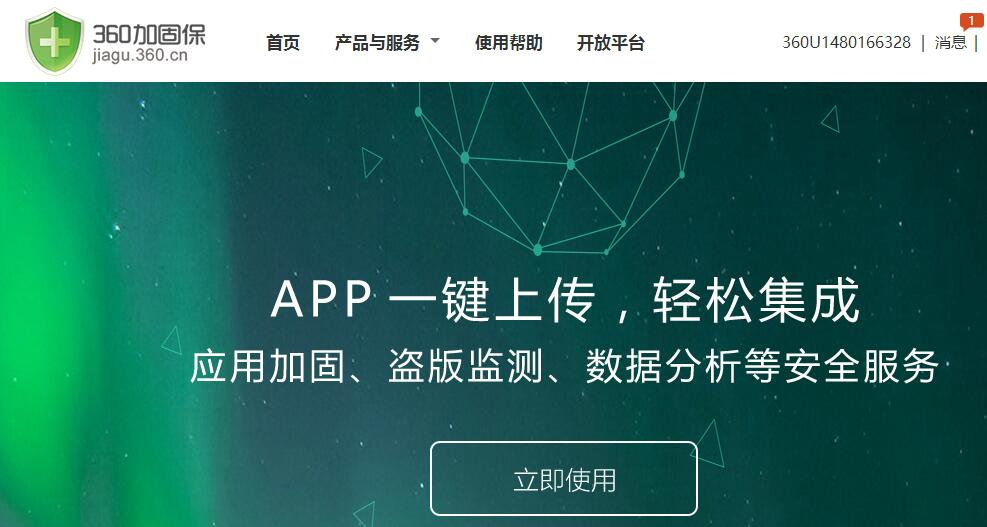 360加固保
jiagu.360.cn
首页 产品与服务 使用帮助 开放平台
360U1480166328 | 消息 |
1
APP 一键上传，轻松集成
应用加固、盗版监测、数据分析等安全服务
立即使用